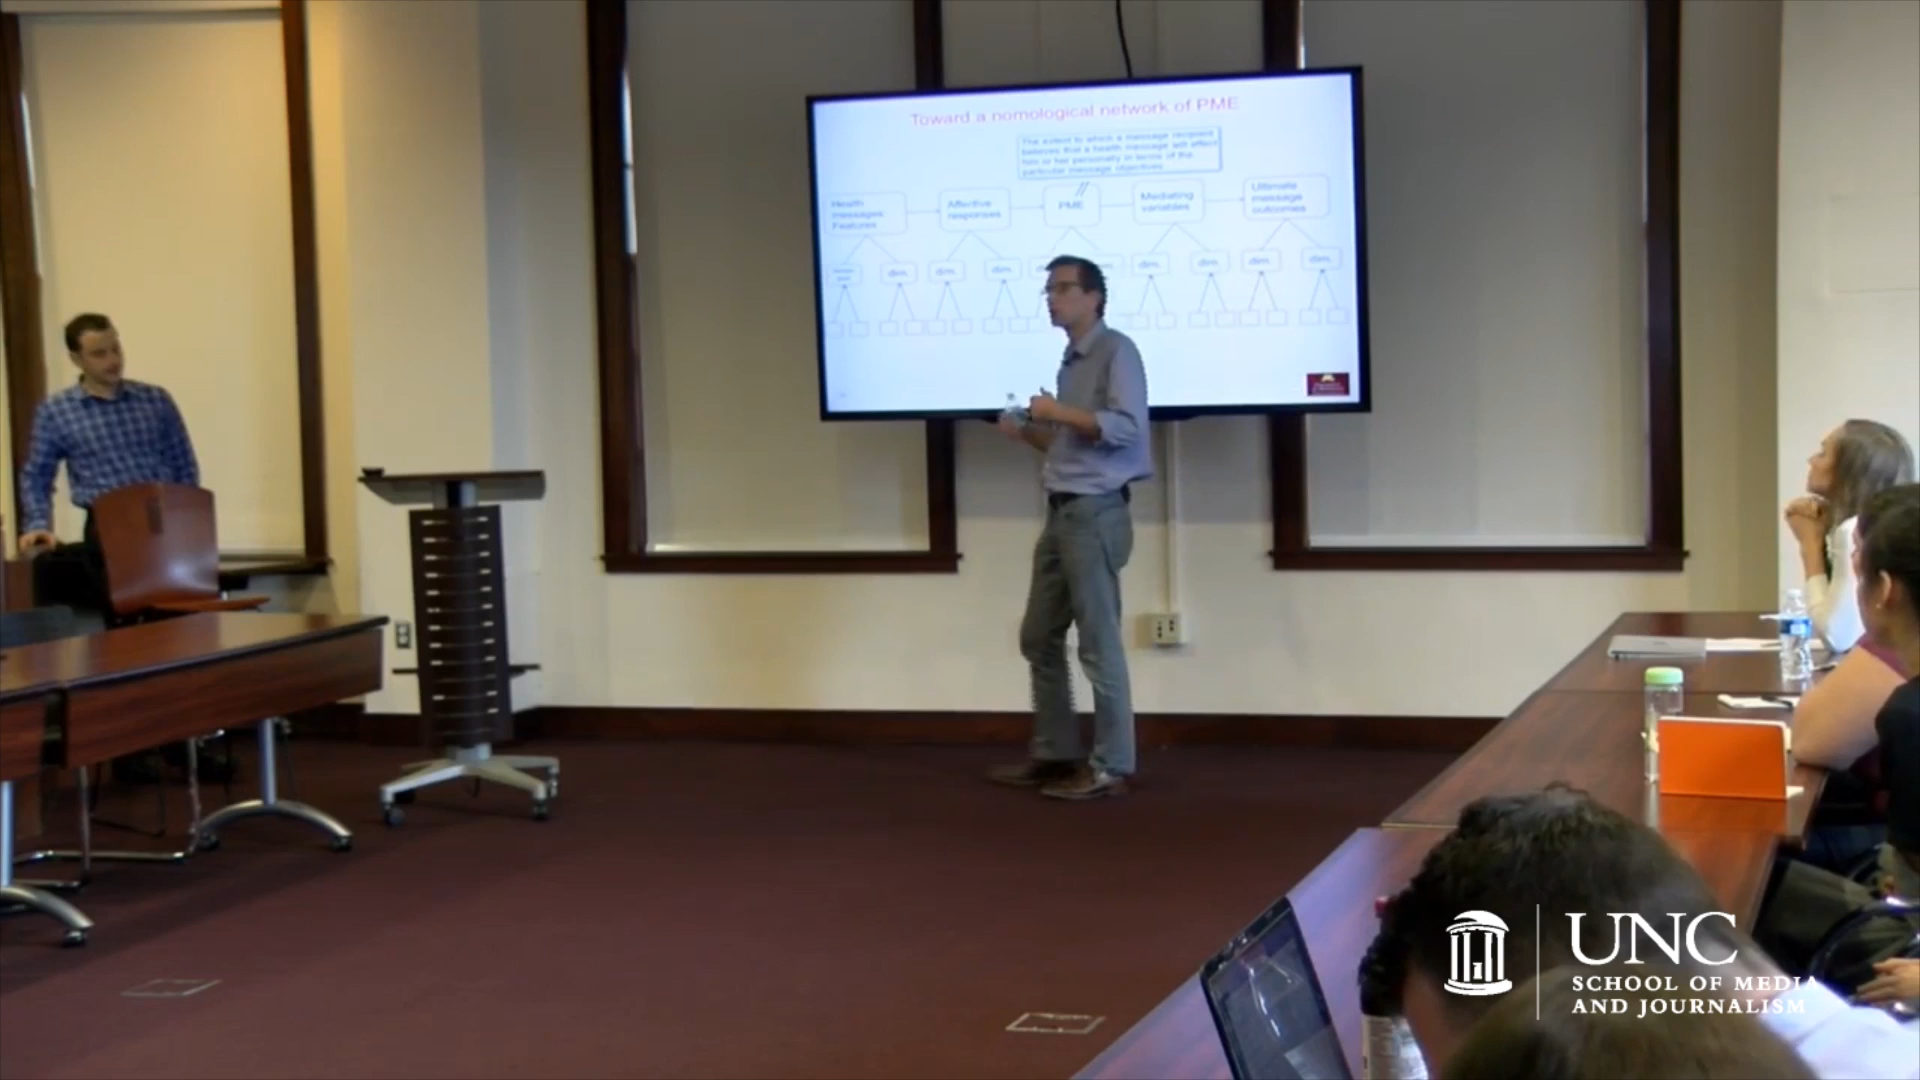 Toward a nomological network of PME
The extent to which a message recipient
believes that a health message will affect
him or her personally in terms of the
particular message objectives
Health
messages:
Features
Affective
responses
PME
Mediating
variables
Ultimate
message
outcomes
dim.
dim.
dim.
dim.
dim.
dim.
dim.
UNC
SCHOOL OF MEDIA
AND JOURNALISM